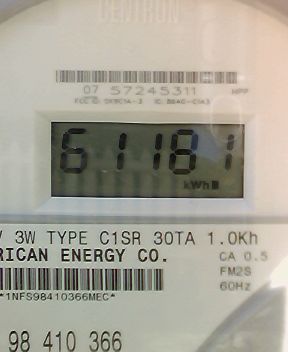 CENTRON
07 57245311
61181
kWh
V 3W TYPE C1SR 30TA 1.0Kh
RICAN ENERGY CO. CA 0.5
FM2S
60Hz
*1NFS98410366MEC*
98 410 366